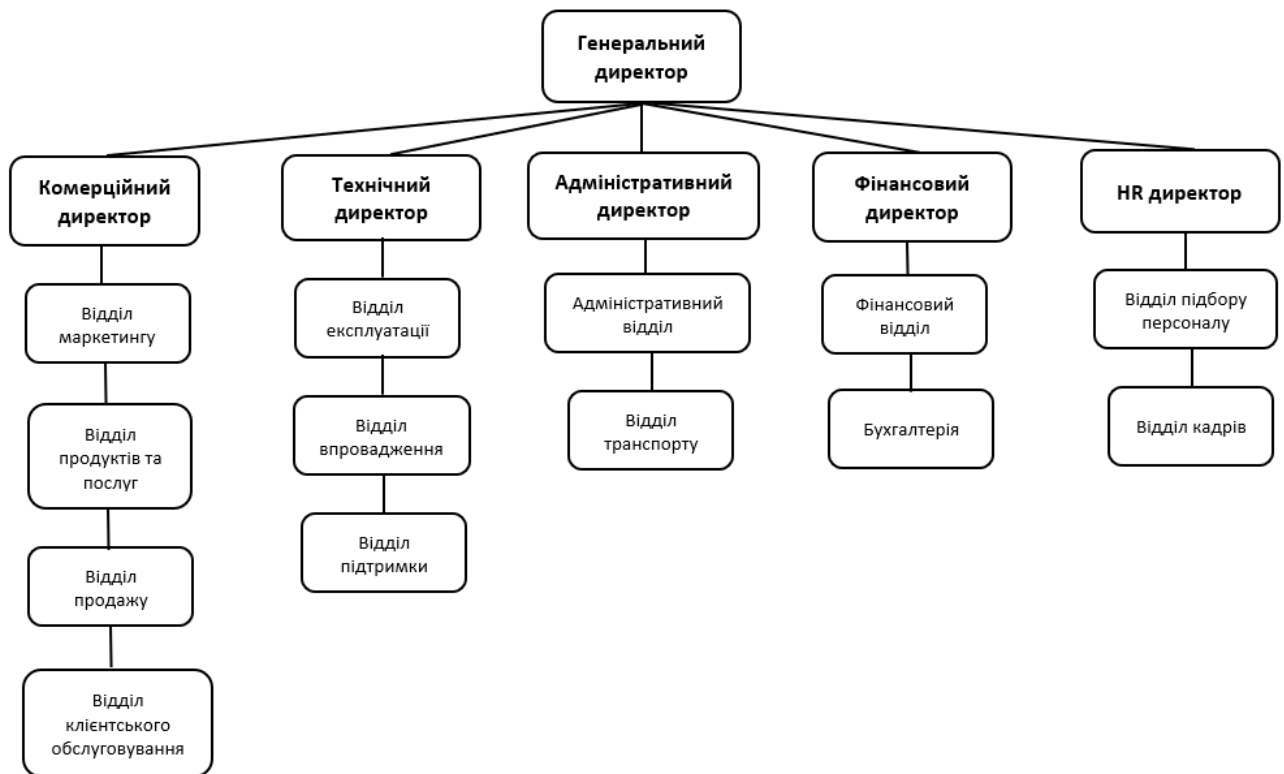 Генеральний
директор
Комерційний
директор
Технічний
директор
Адміністративний
директор
Фінансовий
директор
HR директор
Відділ
маркетингу
Відділ
експлуатації
Адміністративний
відділ
Фінансовий
відділ
Відділ підбору
персоналу
Відділ
продуктів та
послуг
Відділ
впровадження
Відділ
транспорту
Бухгалтерія
Відділ кадрів
Відділ
продажу
Відділ
підтримки
Відділ
клієнтського
обслуговування